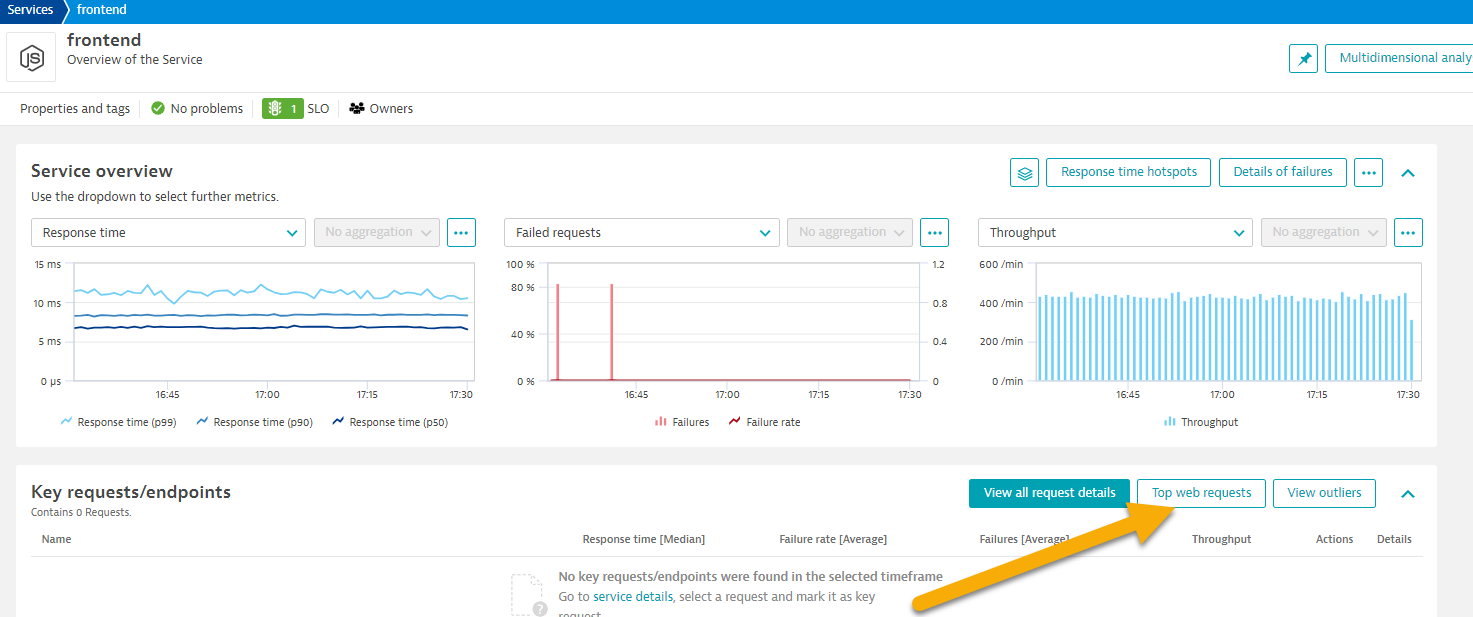 Services frontend
JS
frontend
Overview of the Service
Multidimensional analy
Properties and tags No problems 1 SLO Owners
Service overview
Response time hotspots Details of failures ...
Use the dropdown to select further metrics.
Response time No aggregation ... Failed requests No aggregation ... Throughput No aggregation ...
15 ms
10 ms
5 ms
0 µs
16:45 17:00 17:15 17:30
Response time (p99) Response time (p90) Response time (p50)
100 %
80 %
40 %
0 %
1.2
0.8
0.4
0
16:45 17:00 17:15 17:30
Failures Failure rate
600 /min
400 /min
200 /min
0 /min
16:45 17:00 17:15 17:30
Throughput
Key requests/endpoints
View all request details Top web requests View outliers
Contains 0 Requests.
Name Response time [Median] Failure rate [Average] Failures [Average] Throughput Actions Details
?
No key requests/endpoints were found in the selected timeframe
Go to service details, select a request and mark it as key
request.